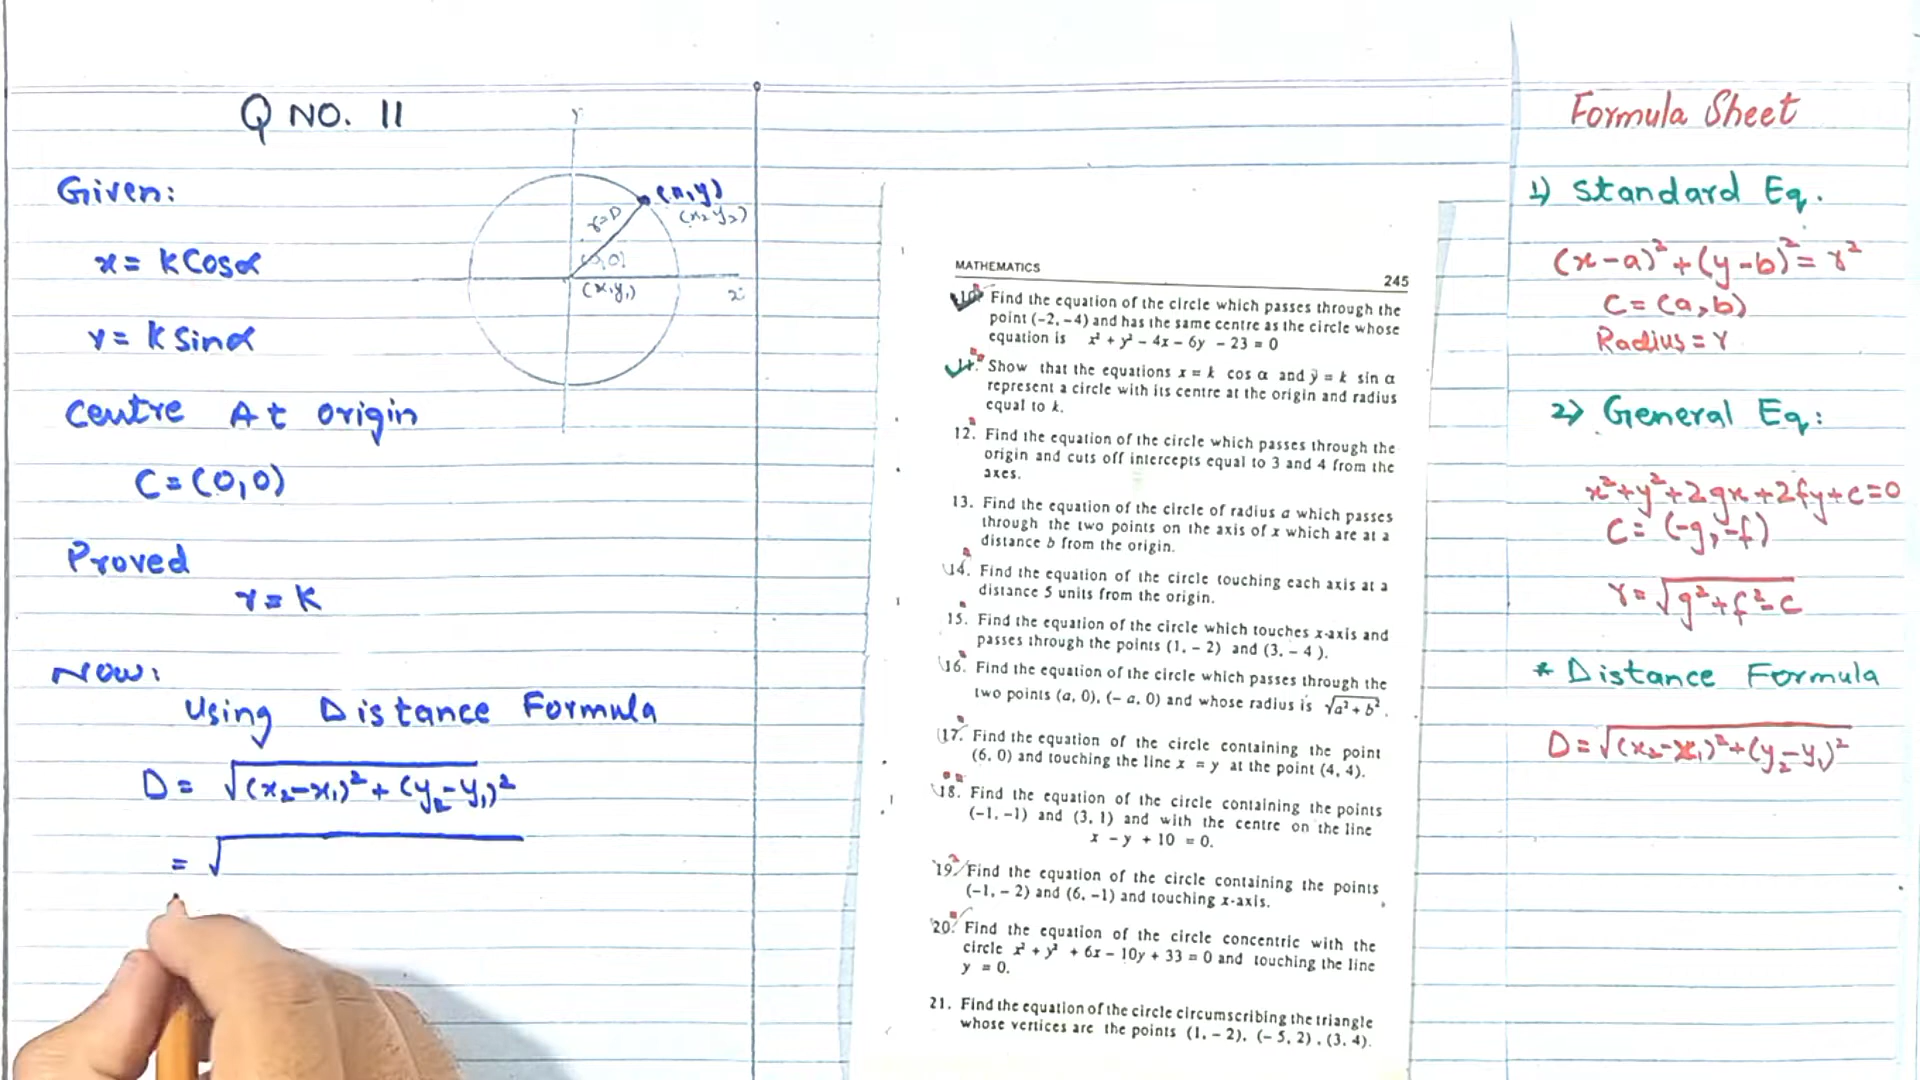 Q NO. 11
Given:
x = k Cosα
y = k Sinα
Centre At origin
C = (0,0)
Proved
r = k
Now:
Using Distance Formula
D = √(x₂-x₁)² + (y₂-y₁)²
= √
y
(x,y)
(x₂ y₂)
r=D
(0,0)
(x₁y₁)
x
MATHEMATICS 245
10. Find the equation of the circle which passes through the
point (-2, -4) and has the same centre as the circle whose
equation is x² + y² - 4x - 6y - 23 = 0
11. Show that the equations x = k cos α and y = k sin α
represent a circle with its centre at the origin and radius
equal to k.
12. Find the equation of the circle which passes through the
origin and cuts off intercepts equal to 3 and 4 from the
axes.
13. Find the equation of the circle of radius a which passes
through the two points on the axis of x which are at a
distance b from the origin.
14. Find the equation of the circle touching each axis at a
distance 5 units from the origin.
15. Find the equation of the circle which touches x-axis and
passes through the points (1, - 2) and (3, - 4 ).
16. Find the equation of the circle which passes through the
two points (a, 0), (- a, 0) and whose radius is √a² + b².
17. Find the equation of the circle containing the point
(6, 0) and touching the line x = y at the point (4, 4).
18. Find the equation of the circle containing the points
(-1, -1) and (3, 1) and with the centre on the line
x - y + 10 = 0.
19. Find the equation of the circle containing the points
(-1, - 2) and (6, -1) and touching x-axis.
20. Find the equation of the circle concentric with the
circle x² + y² + 6x - 10y + 33 = 0 and touching the line
y = 0.
21. Find the equation of the circle circumscribing the triangle
whose vertices are the points (1, - 2), (- 5, 2) , (3, 4).
Formula Sheet
1) Standard Eq.
(x-a)² + (y-b)² = r²
C = (a,b)
Radius = r
2) General Eq:
x²+y²+2gx+2fy+c=0
C = (-g,-f)
r = √g²+f²-c
* Distance Formula
D = √(x₂-x₁)²+(y₂-y₁)²